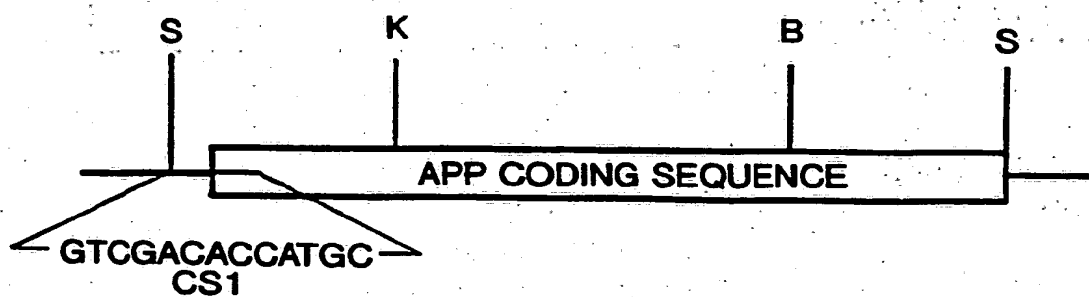 S K B S
APP CODING SEQUENCE
GTCGACACCATGC
CS1